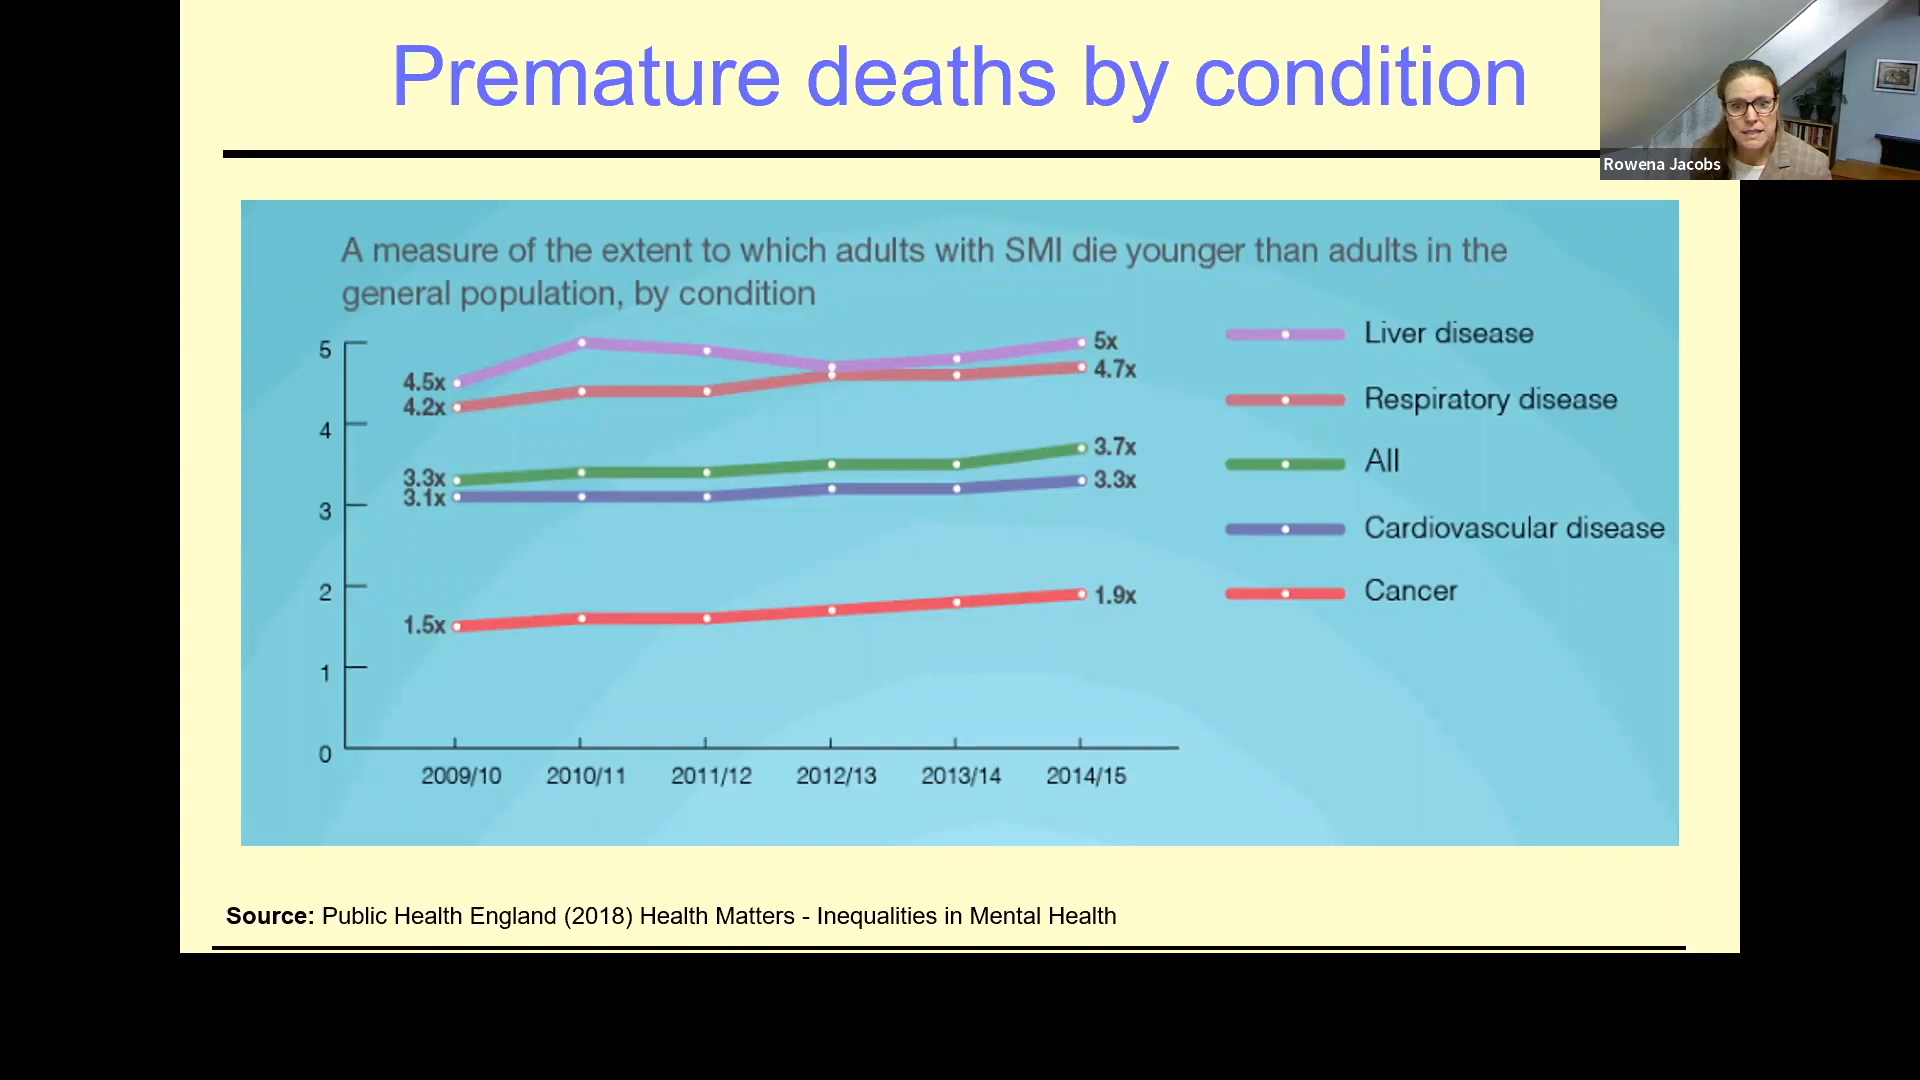 Premature deaths by condition
Rowena Jacobs
A measure of the extent to which adults with SMI die younger than adults in the
general population, by condition
5
4
3
2
1
0
4.5x
4.2x
3.3x
3.1x
1.5x
5x
4.7x
3.7x
3.3x
1.9x
Liver disease
Respiratory disease
All
Cardiovascular disease
Cancer
2009/10 2010/11 2011/12 2012/13 2013/14 2014/15
Source: Public Health England (2018) Health Matters - Inequalities in Mental Health